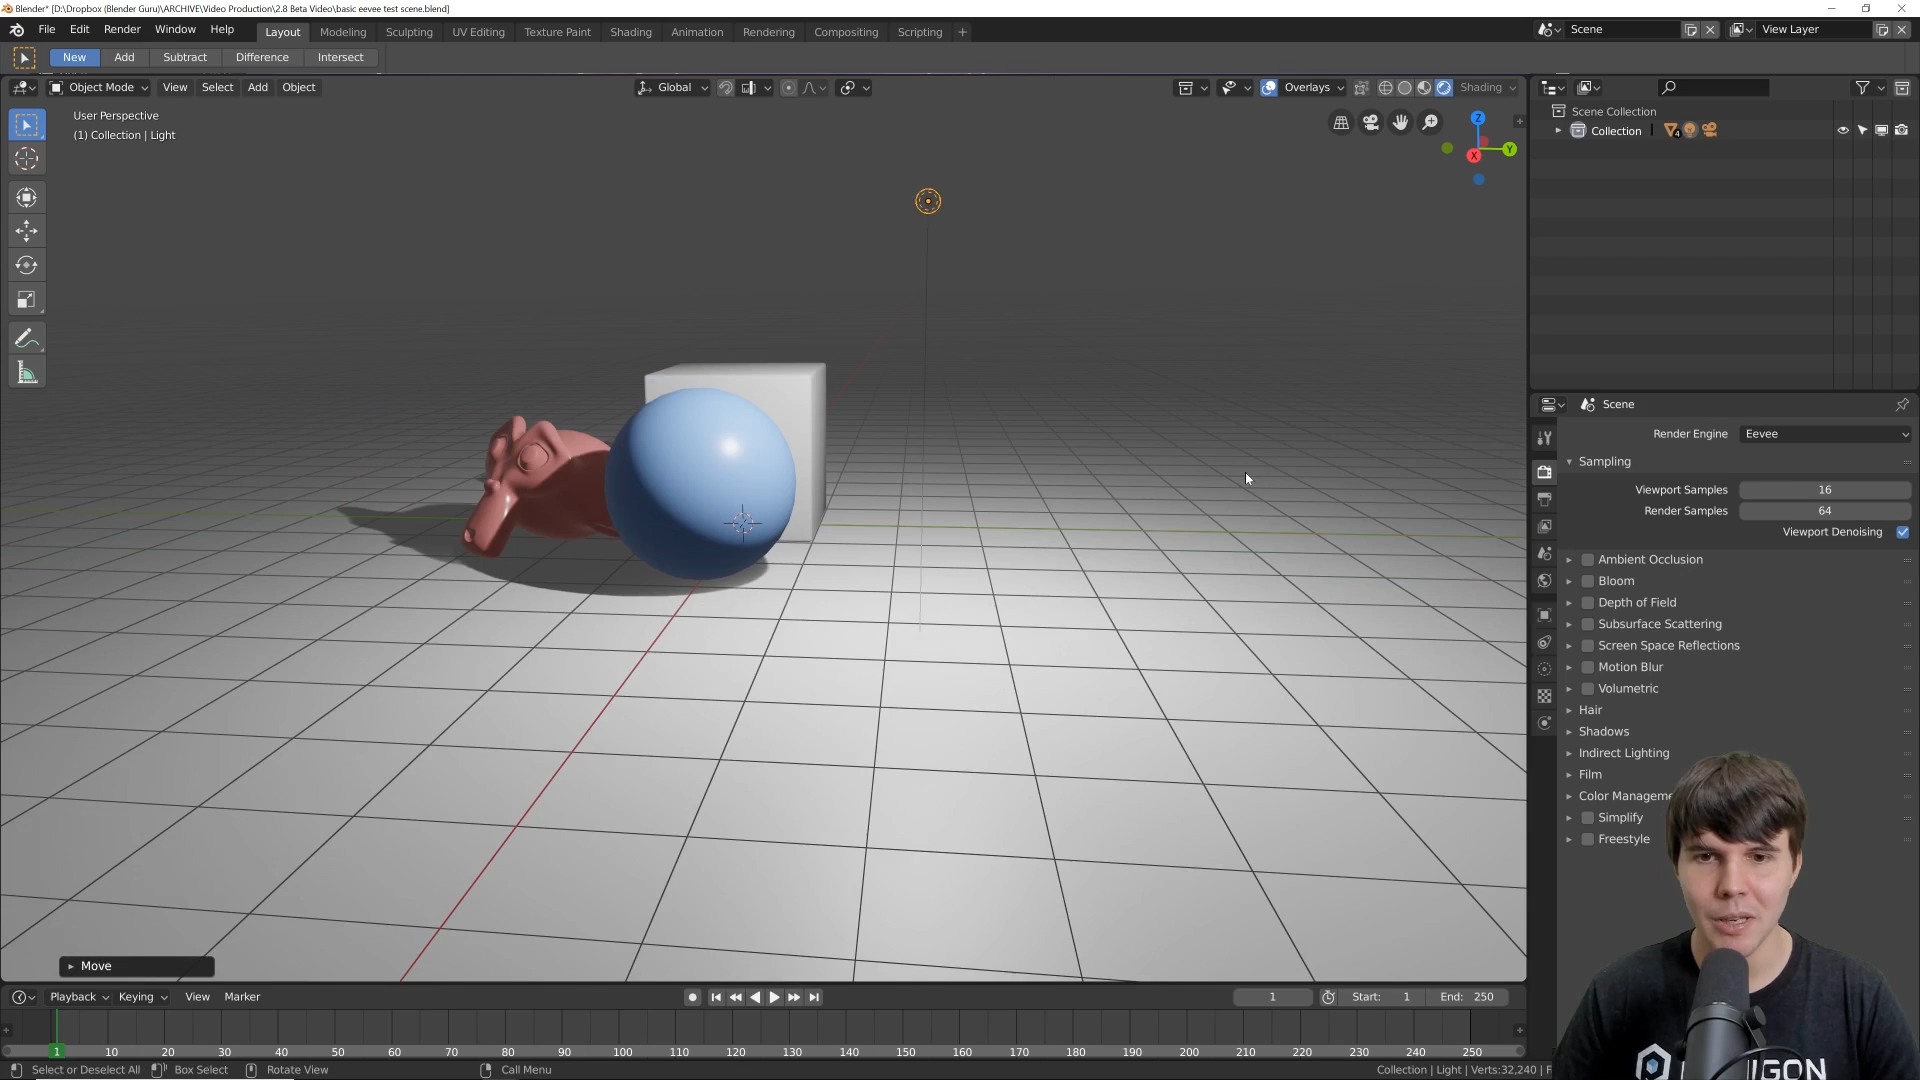 Blender* [D:\Dropbox (Blender Guru)\ARCHIVE\Video Production\2.8 Beta Video\basic eevee test scene.blend]
File Edit Render Window Help Layout Modeling Sculpting UV Editing Texture Paint Shading Animation Rendering Compositing Scripting + Scene View Layer
New Add Subtract Difference Intersect
Object Mode View Select Add Object Global Overlays Shading
User Perspective
(1) Collection | Light
Z
Y
X
Scene Collection
Collection 4
Scene
Render Engine Eevee
Sampling
Viewport Samples 16
Render Samples 64
Viewport Denoising
Ambient Occlusion
Bloom
Depth of Field
Subsurface Scattering
Screen Space Reflections
Motion Blur
Volumetric
Hair
Shadows
Indirect Lighting
Film
Color Manageme
Simplify
Freestyle
Move
Playback Keying View Marker 1 Start: 1 End: 250
1 10 20 30 40 50 60 70 80 90 100 110 120 130 140 150 160 170 180 190 200 210 220 230 240 250
Select or Deselect All Box Select Rotate View Call Menu Collection | Light | Verts:32,240 | F